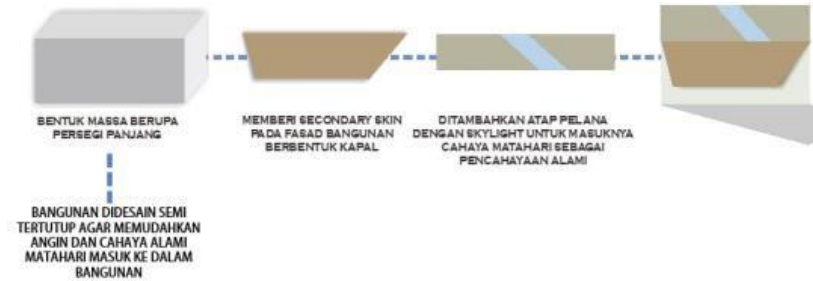 BENTUK MASSA BERUPA
PERSEGI PANJANG
MEMBERI SECONDARY SKIN
PADA FASAD BANGUNAN
BERBENTUK KAPAL
DITAMBAHKAN ATAP PELANA
DENGAN SKYLIGHT UNTUK MASUKNYA
CAHAYA MATAHARI SEBAGAI
PENCAHAYAAN ALAMI
BANGUNAN DIDESAIN SEMI
TERTUTUP AGAR MEMUDAHKAN
ANGIN DAN CAHAYA ALAMI
MATAHARI MASUK KE DALAM
BANGUNAN